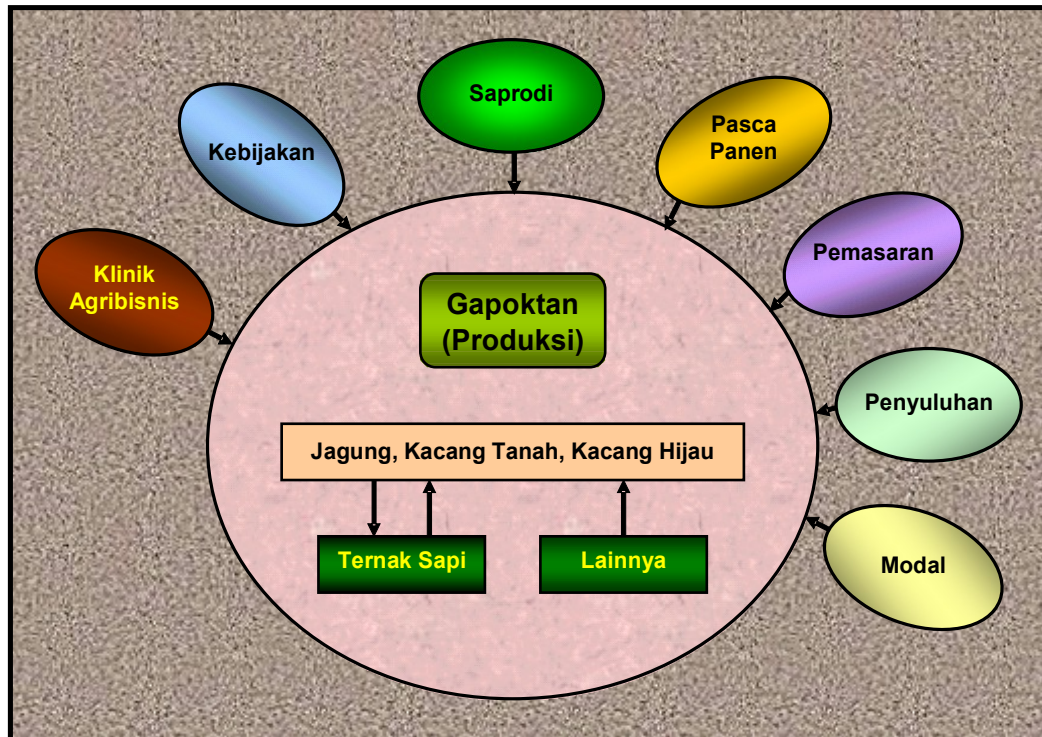 Saprodi
Pasca
Panen
Kebijakan
Pemasaran
Klinik
Agribisnis
Gapoktan
(Produksi)
Penyuluhan
Jagung, Kacang Tanah, Kacang Hijau
Ternak Sapi
Lainnya
Modal